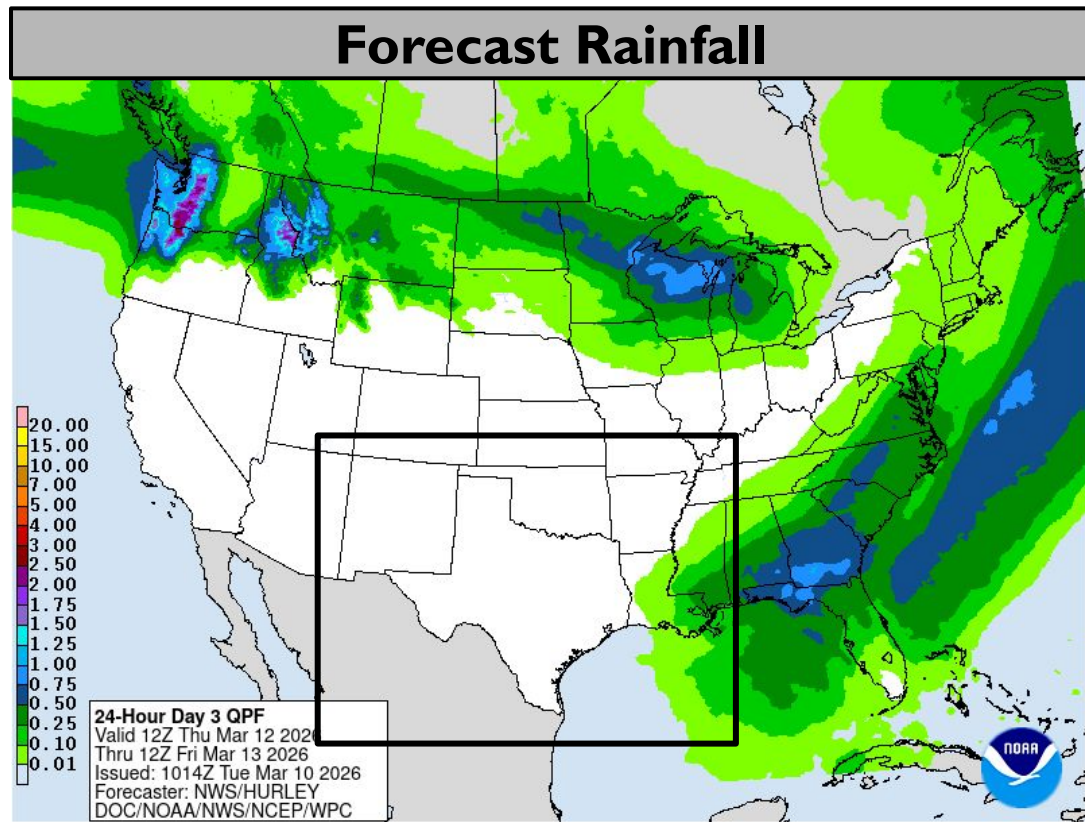 Forecast Rainfall
20.00
15.00
10.00
7.00
5.00
4.00
3.00
2.50
2.00
1.75
1.50
1.25
1.00
0.75
0.50
0.25
0.10
0.01
24-Hour Day 3 QPF
Valid 12Z Thu Mar 12 2026
Thru 12Z Fri Mar 13 2026
Issued: 1014Z Tue Mar 10 2026
Forecaster: NWS/HURLEY
DOC/NOAA/NWS/NCEP/WPC
NOAA